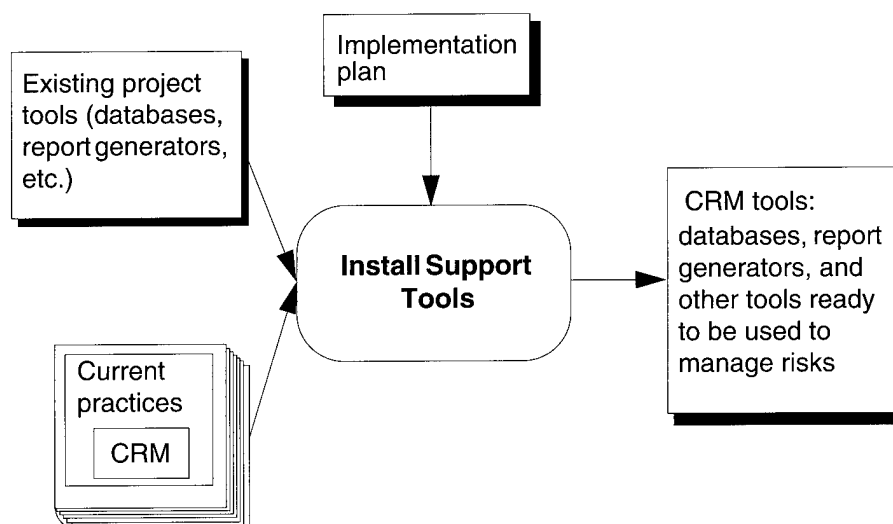 Implementation
plan
Existing project
tools (databases,
report generators,
etc.)
Install Support
Tools
CRM tools:
databases, report
generators, and
other tools ready
to be used to
manage risks
Current
practices
CRM